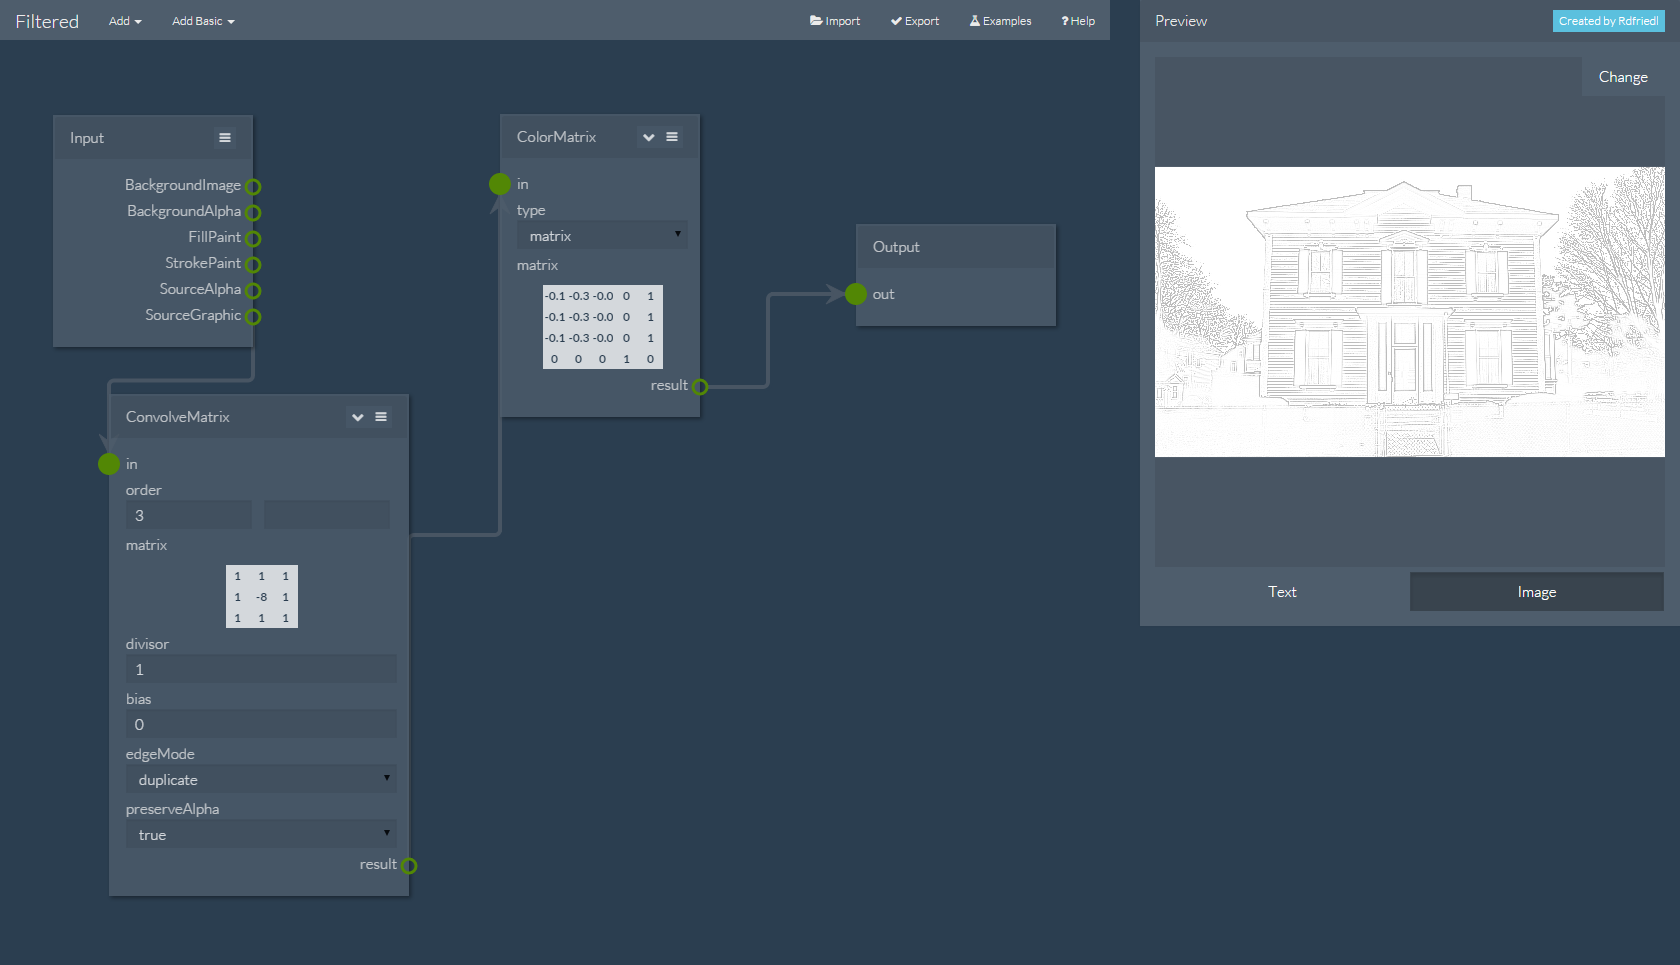 Filtered Add Add Basic Import Export Examples ? Help
Preview Created by Rdfriedl
Change
Input
BackgroundImage
BackgroundAlpha
FillPaint
StrokePaint
SourceAlpha
SourceGraphic
ConvolveMatrix
in
order
3
matrix
1 1 1
1 -8 1
1 1 1
divisor
1
bias
0
edgeMode
duplicate
preserveAlpha
true
result
ColorMatrix
in
type
matrix
matrix
-0.1 -0.3 -0.0 0 1
-0.1 -0.3 -0.0 0 1
-0.1 -0.3 -0.0 0 1
0 0 0 1 0
result
Output
out
Text Image